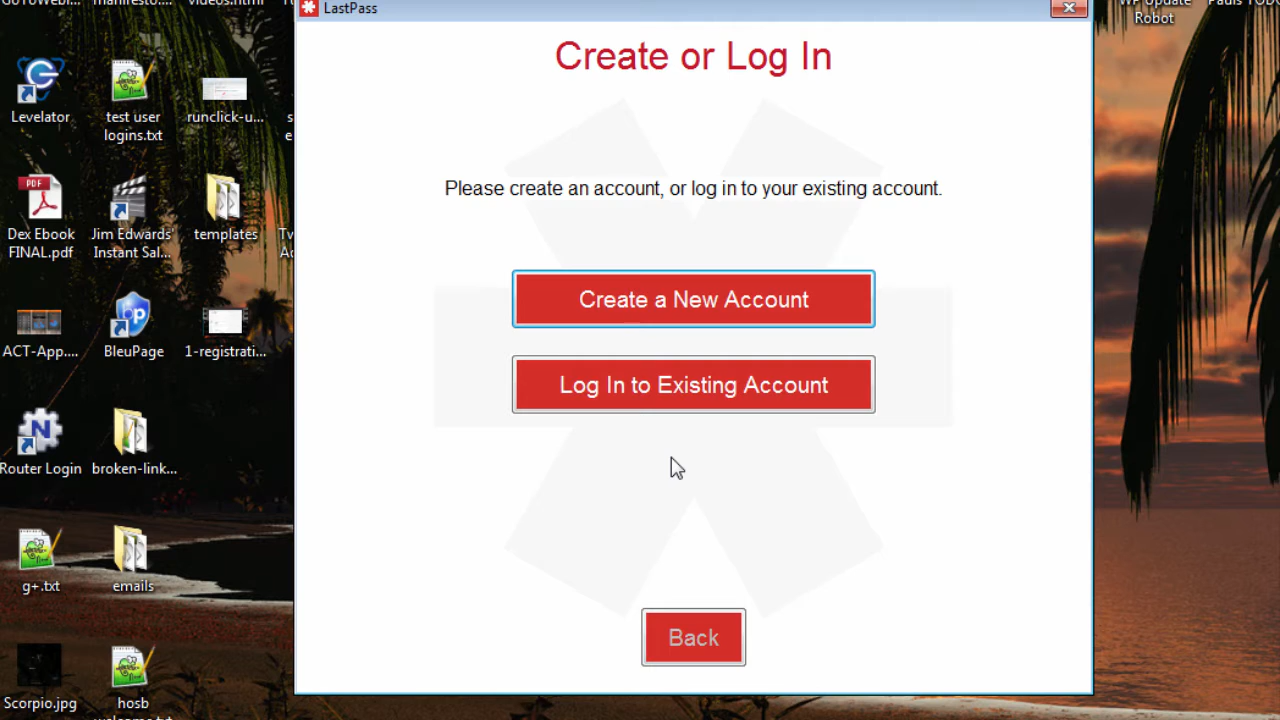 GoToWebi...
manifesto....
videos.html
LastPass
WP Update
Robot
Create or Log In
Levelator
test user
logins.txt
runclick-u...
Please create an account, or log in to your existing account.
Dex Ebook
FINAL.pdf
Jim Edwards'
Instant Sal...
templates
Create a New Account
ACT-App....
BleuPage
1-registrati...
Log In to Existing Account
Router Login
broken-link...
g+.txt
emails
Back
Scorpio.jpg
hosb